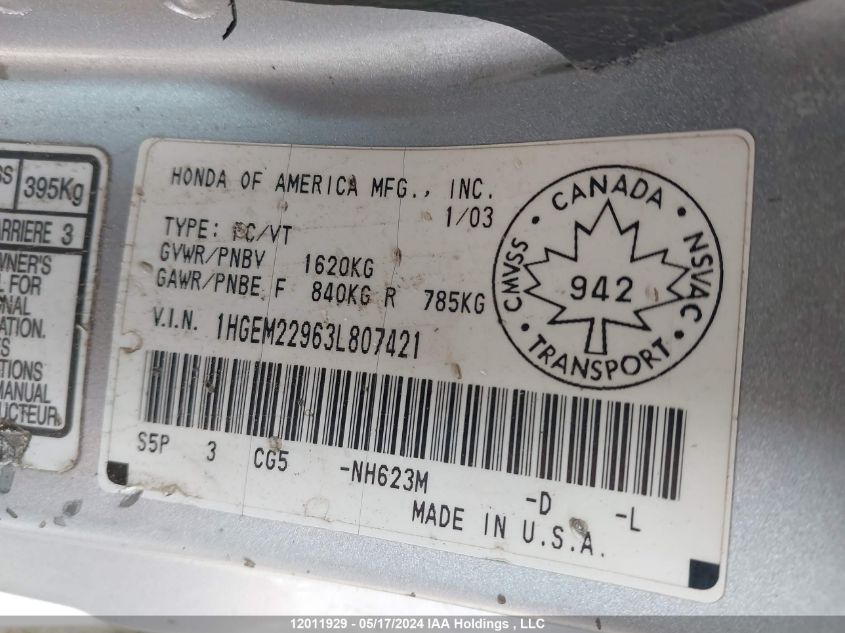 SS 395Kg
ARRIERE 3
WNER'S
L FOR
NAL
ATION.
S
TIONS
MANUAL
UCTEUR
HONDA OF AMERICA MFG., INC.
1/03
TYPE: PC/VT
GVWR/PNBV 1620KG
GAWR/PNBE F 840KG R 785KG
V.I.N. 1HGEM22963L807421
S5P 3 CG5 -NH623M -D -L
MADE IN U.S.A.
CANADA
CMVSS • NSVAC
942
TRANSPORT
12011929 - 05/17/2024 IAA Holdings , LLC